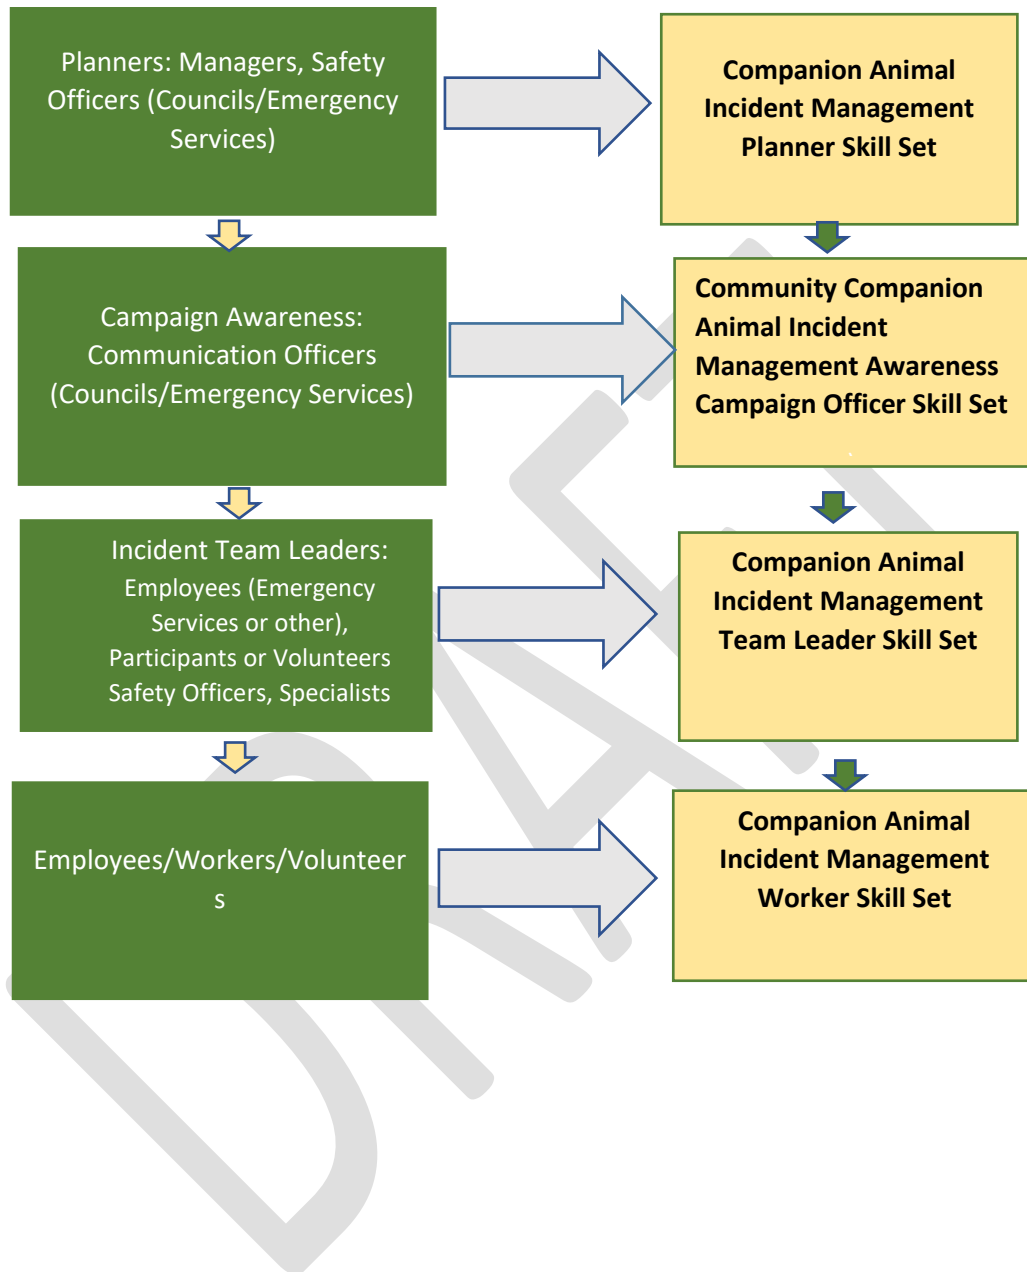 Planners: Managers, Safety
Officers (Councils/Emergency
Services)
Companion Animal
Incident Management
Planner Skill Set
Campaign Awareness:
Communication Officers
(Councils/Emergency Services)
Community Companion
Animal Incident
Management Awareness
Campaign Officer Skill Set
.
Incident Team Leaders:
Employees (Emergency
Services or other),
Participants or Volunteers
Safety Officers, Specialists
Companion Animal
Incident Management
Team Leader Skill Set
Employees/Workers/Volunteer
s
Companion Animal
Incident Management
Worker Skill Set
DRAFT